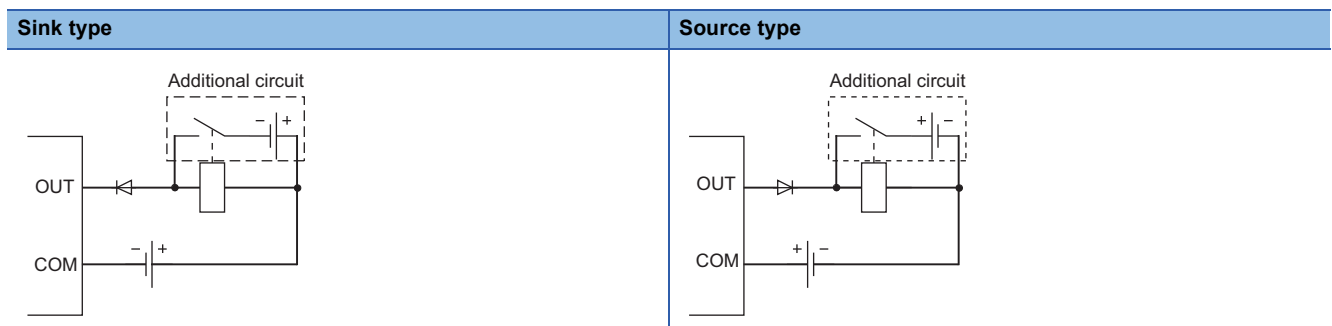 Sink type
Source type
Additional circuit
− +
OUT
− +
COM
Additional circuit
+ −
OUT
+ −
COM